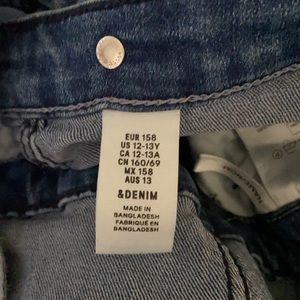 EUR 158
US 12-13Y
CA 12-13A
CN 160/69
MX 158
AUS 13
&DENIM
MADE IN
BANGLADESH
FABRIQUÉ EN
BANGLADESH